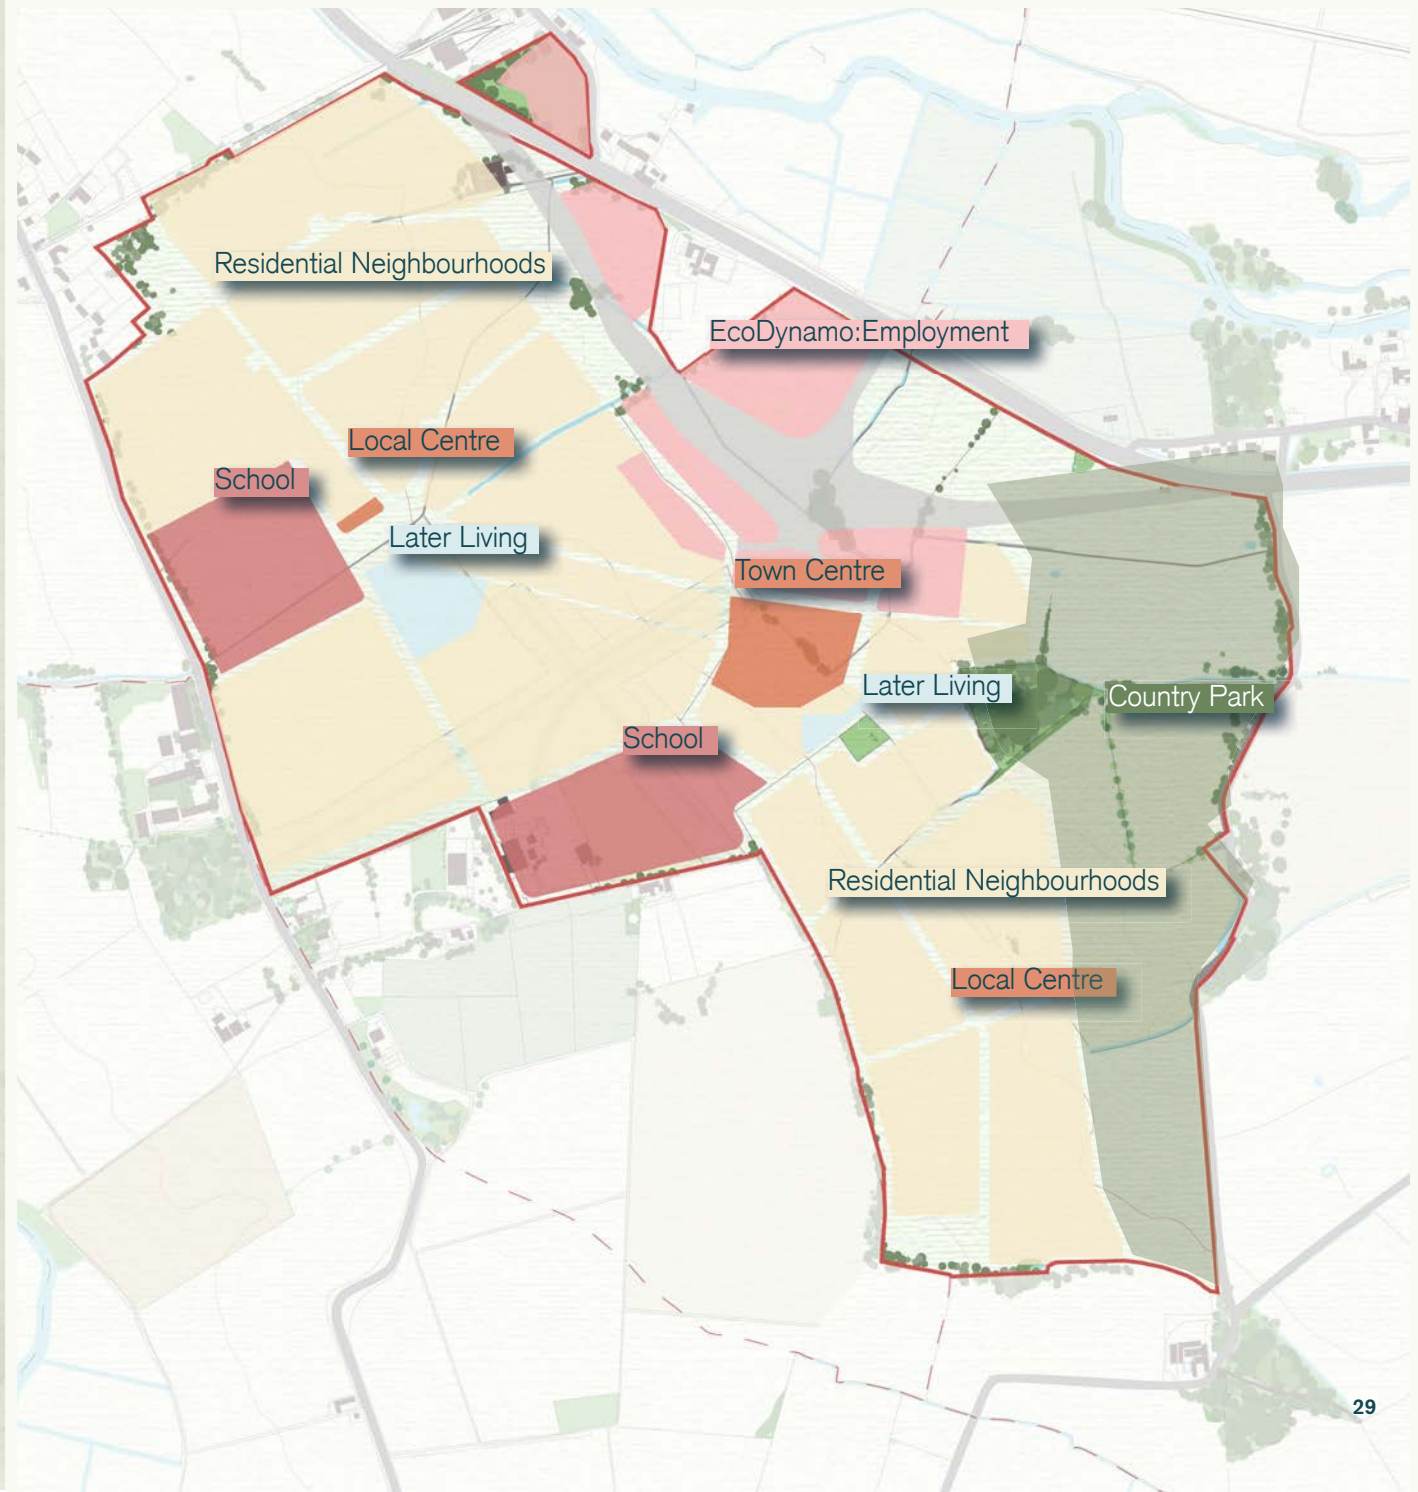 Residential Neighbourhoods
EcoDynamo:Employment
Local Centre
School
Later Living
Town Centre
Later Living
Country Park
School
Residential Neighbourhoods
Local Centre
29